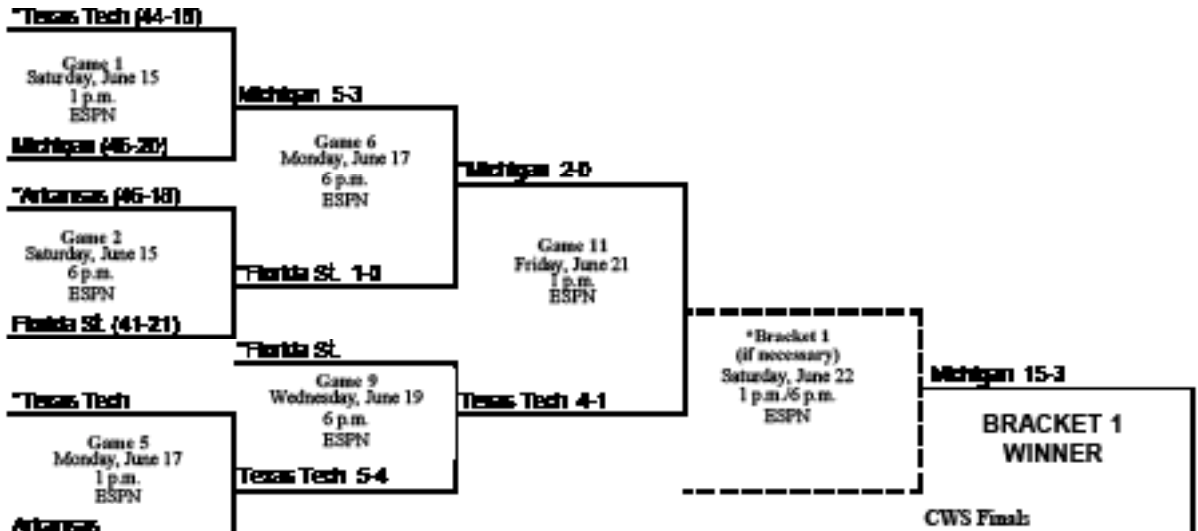 *Texas Tech (44-18)
Game 1
Saturday, June 15
1 p.m.
ESPN
Michigan (46-20)
Michigan 5-3
Game 6
Monday, June 17
6 p.m.
ESPN
*Arkansas (46-18)
Game 2
Saturday, June 15
6 p.m.
ESPN
Florida St. (41-21)
*Florida St. 1-0
*Michigan 2-0
Game 11
Friday, June 21
1 p.m.
ESPN
*Florida St.
Game 9
Wednesday, June 19
6 p.m.
ESPN
*Texas Tech
Game 5
Monday, June 17
1 p.m.
ESPN
Arkansas
Texas Tech 5-4
Texas Tech 4-1
*Bracket 1
(if necessary)
Saturday, June 22
1 p.m./6 p.m.
ESPN
Michigan 15-3
BRACKET 1
WINNER
CWS Finals